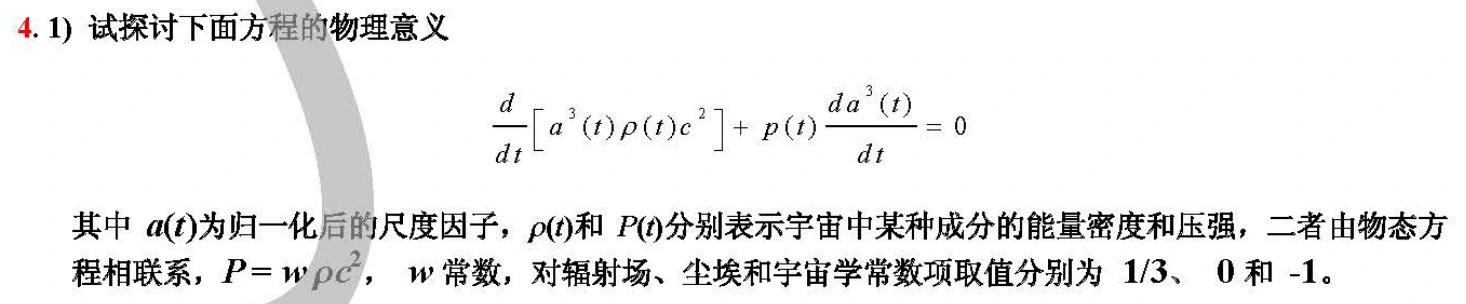 4. 1) 试探讨下面方程的物理意义
d/dt [a³(t)ρ(t)c²] + p(t) da³(t)/dt = 0
其中 a(t)为归一化后的尺度因子，ρ(t)和 P(t)分别表示宇宙中某种成分的能量密度和压强，二者由物态方
程相联系，P = wρc²， w 常数，对辐射场、尘埃和宇宙学常数项取值分别为 1/3、 0 和 -1。